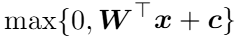 max{0, W⊤x + c}